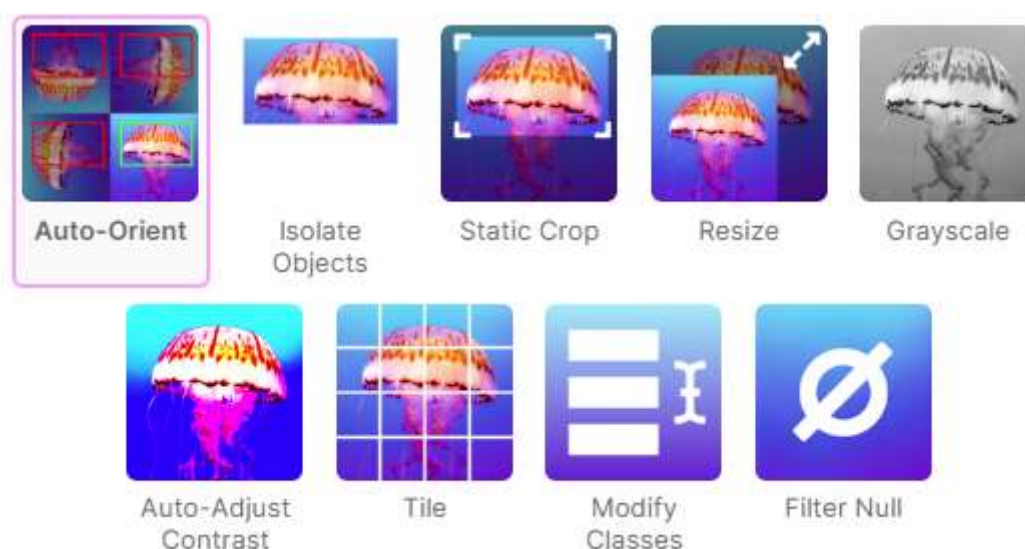 Auto-Orient
Isolate
Objects
Static Crop
Resize
Grayscale
Auto-Adjust
Contrast
Tile
Modify
Classes
Filter Null